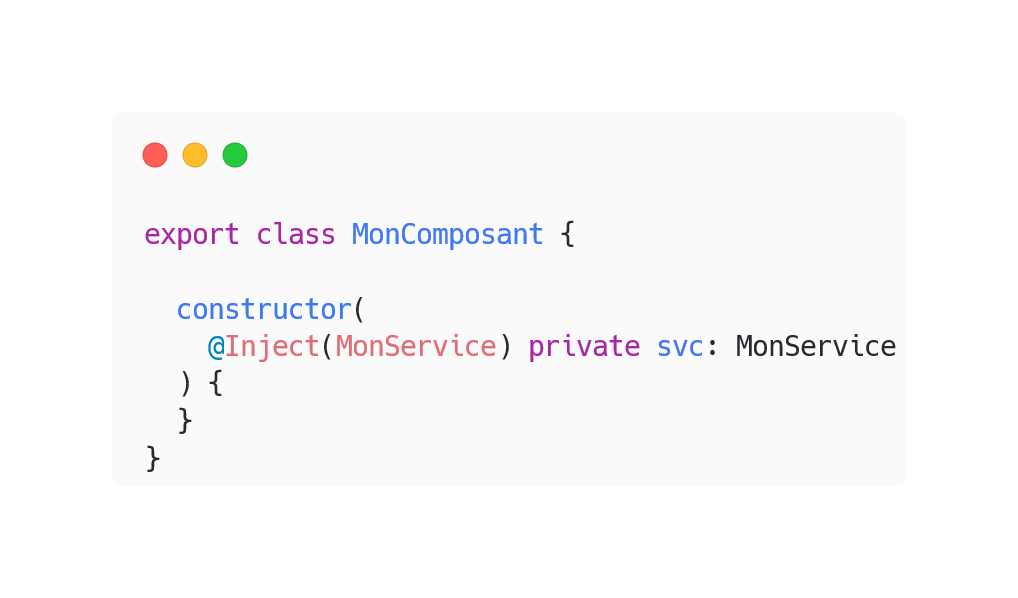 export class MonComposant {
constructor(
@Inject(MonService) private svc: MonService
) {
}
}